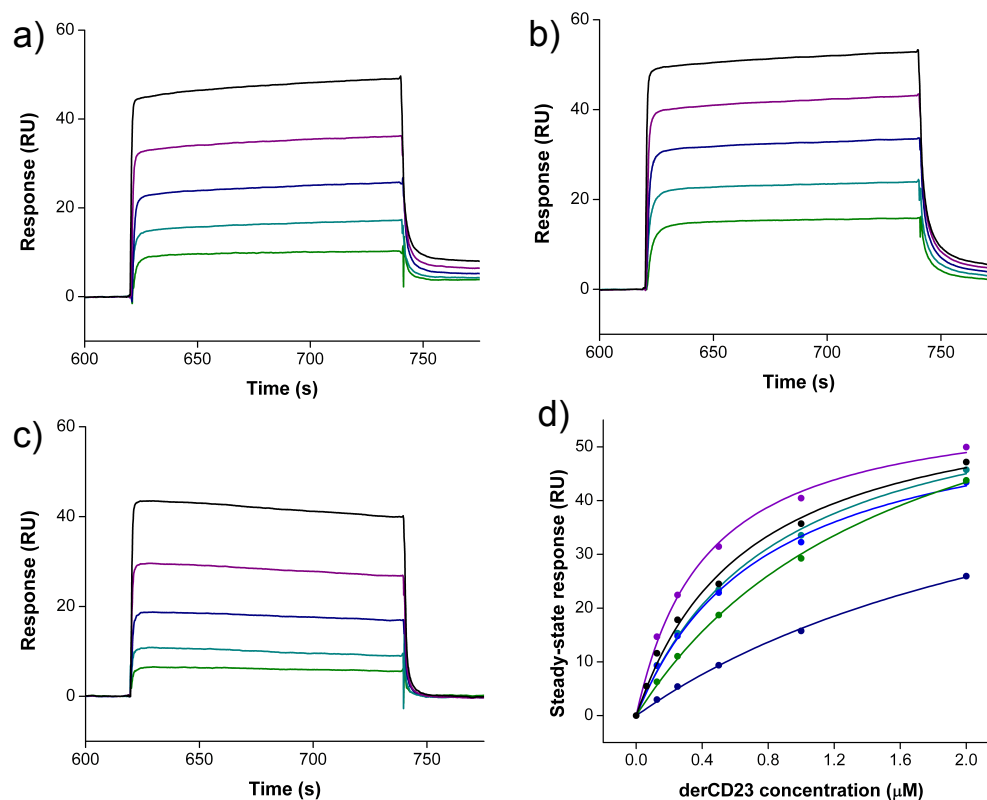 a)
60
40
20
0
Response (RU)
600 650 700 750
Time (s)
b)
60
40
20
0
Response (RU)
600 650 700 750
Time (s)
c)
60
40
20
0
Response (RU)
600 650 700 750
Time (s)
d)
50
40
30
20
10
0
Steady-state response (RU)
0.0 0.4 0.8 1.2 1.6 2.0
derCD23 concentration (μM)